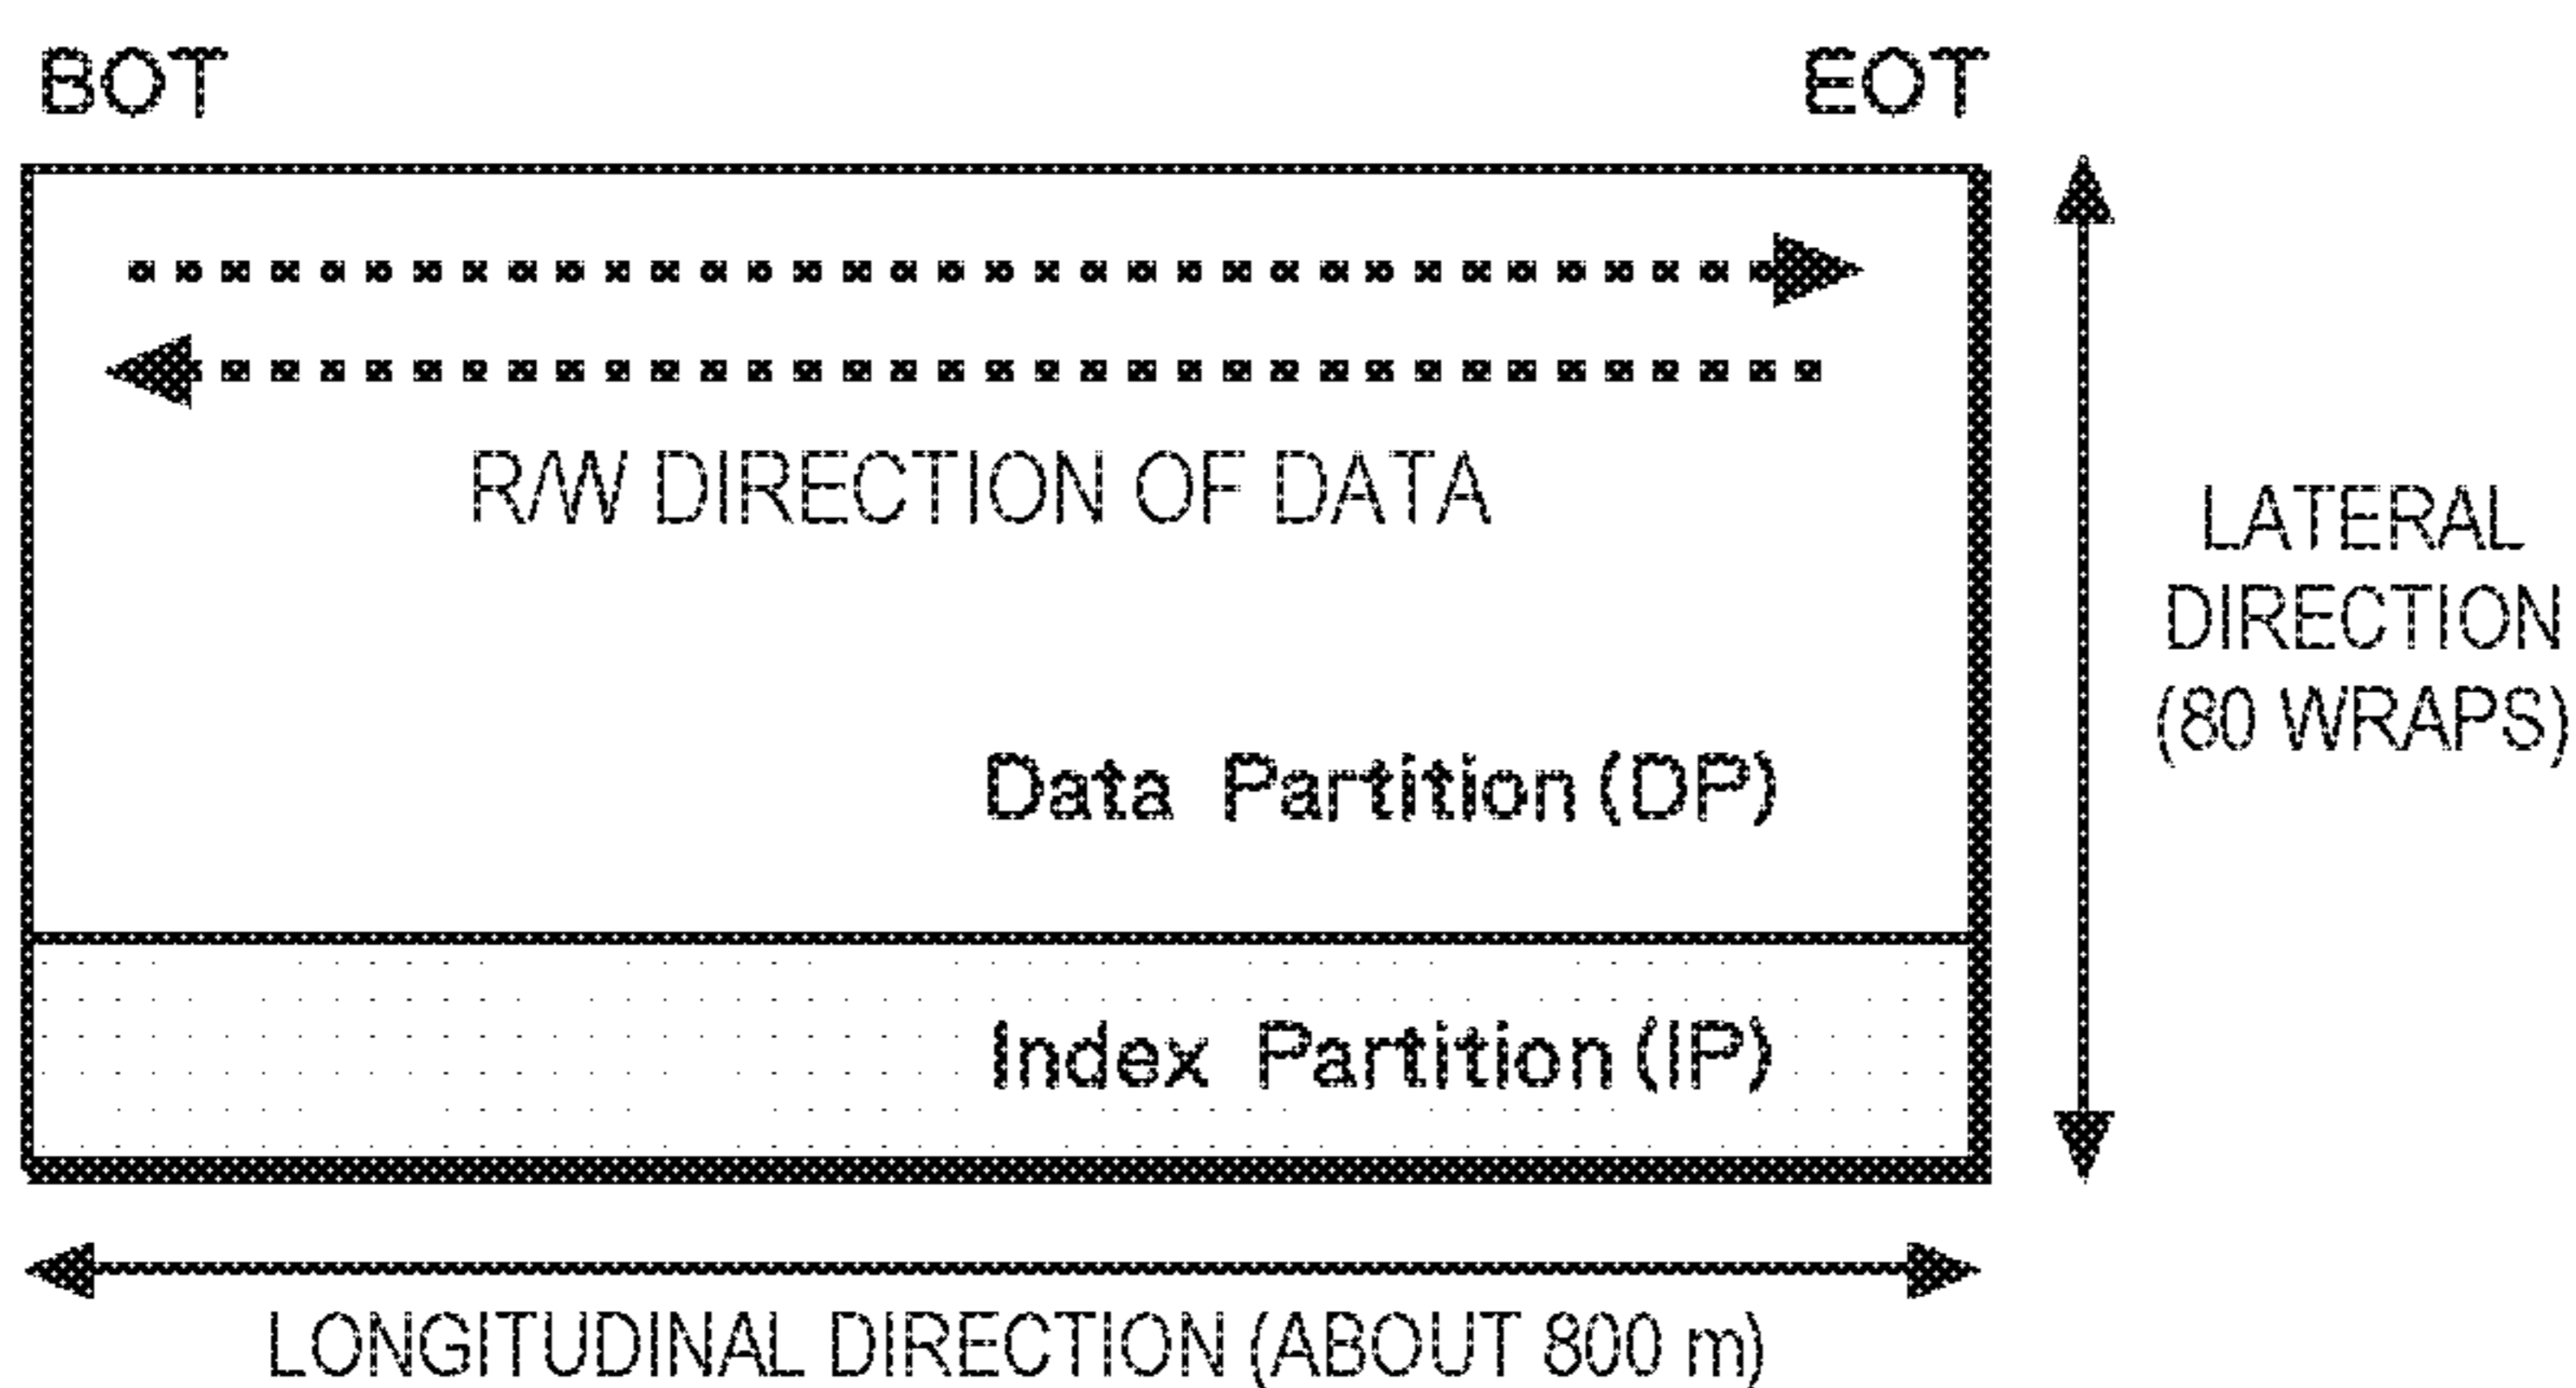 BOT
EOT
R/W DIRECTION OF DATA
LATERAL
DIRECTION
(80 WRAPS)
Data Partition (DP)
Index Partition (IP)
LONGITUDINAL DIRECTION (ABOUT 800 m)